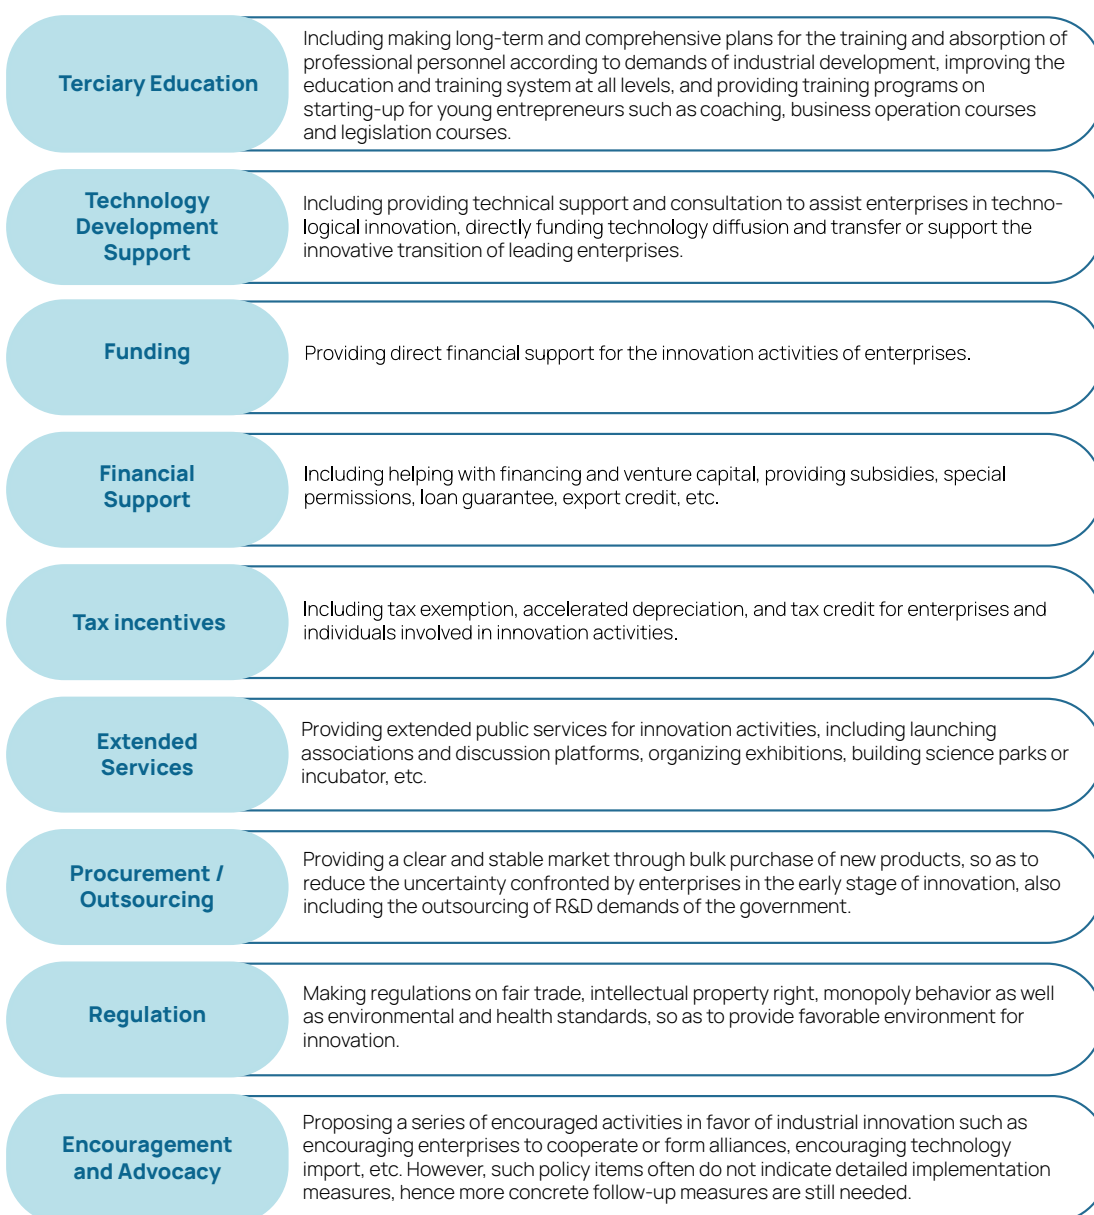 Terciary Education
Including making long-term and comprehensive plans for the training and absorption of
professional personnel according to demands of industrial development, improving the
education and training system at all levels, and providing training programs on
starting-up for young entrepreneurs such as coaching, business operation courses
and legislation courses.
Technology
Development
Support
Including providing technical support and consultation to assist enterprises in techno-
logical innovation, directly funding technology diffusion and transfer or support the
innovative transition of leading enterprises.
Funding
Providing direct financial support for the innovation activities of enterprises.
Financial
Support
Including helping with financing and venture capital, providing subsidies, special
permissions, loan guarantee, export credit, etc.
Tax incentives
Including tax exemption, accelerated depreciation, and tax credit for enterprises and
individuals involved in innovation activities.
Extended
Services
Providing extended public services for innovation activities, including launching
associations and discussion platforms, organizing exhibitions, building science parks or
incubator, etc.
Procurement /
Outsourcing
Providing a clear and stable market through bulk purchase of new products, so as to
reduce the uncertainty confronted by enterprises in the early stage of innovation, also
including the outsourcing of R&D demands of the government.
Regulation
Making regulations on fair trade, intellectual property right, monopoly behavior as well
as environmental and health standards, so as to provide favorable environment for
innovation.
Encouragement
and Advocacy
Proposing a series of encouraged activities in favor of industrial innovation such as
encouraging enterprises to cooperate or form alliances, encouraging technology
import, etc. However, such policy items often do not indicate detailed implementation
measures, hence more concrete follow-up measures are still needed.